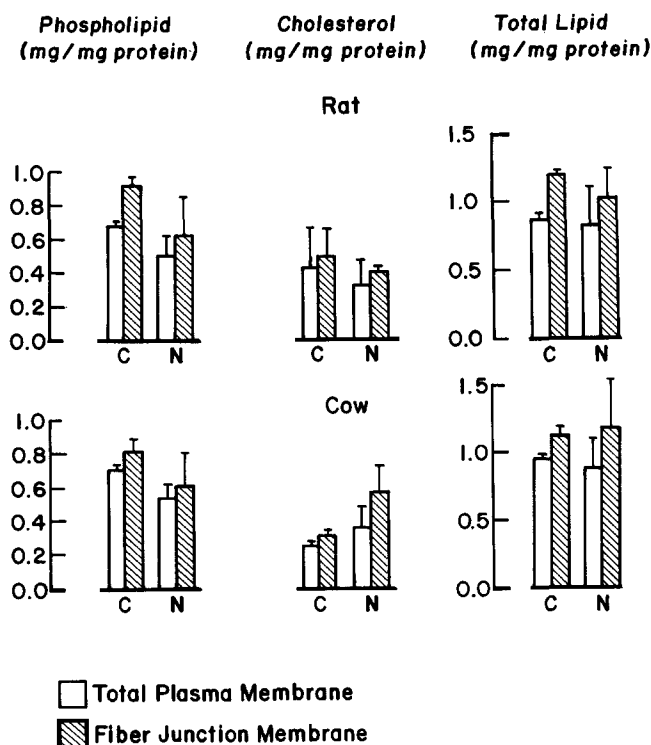 Phospholipid Cholesterol Total Lipid
(mg/mg protein) (mg/mg protein) (mg/mg protein)
Rat
1.5
1.0
0.8
0.6
0.4
0.2
0.0
1.0
0.5
0.0
C N C N C N
Cow
1.0
0.8
0.6
0.4
0.2
0.0
1.5
1.0
0.5
0.0
C N C N C N
Total Plasma Membrane
Fiber Junction Membrane